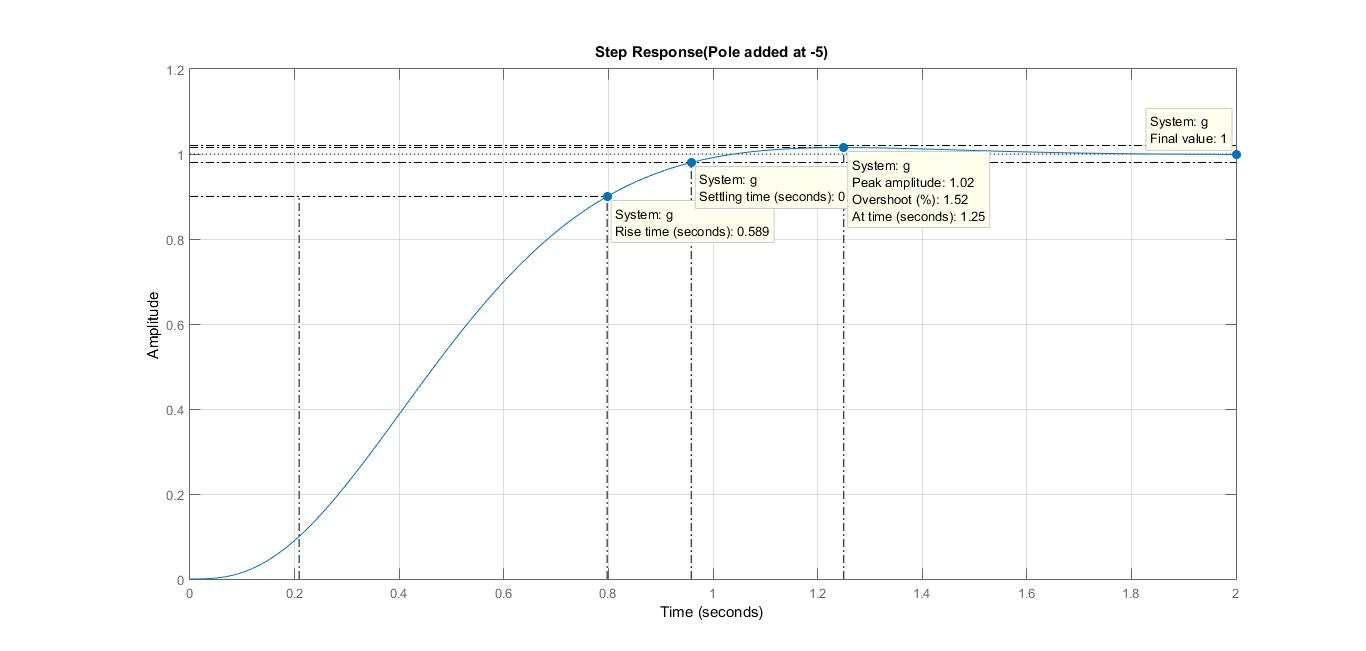 Step Response(Pole added at -5)
1.2
1
0.8
0.6
0.4
0.2
0
Amplitude
System: g
Final value: 1
System: g
Peak amplitude: 1.02
Overshoot (%): 1.52
At time (seconds): 1.25
System: g
Settling time (seconds): 0
System: g
Rise time (seconds): 0.589
0 0.2 0.4 0.6 0.8 1 1.2 1.4 1.6 1.8 2
Time (seconds)